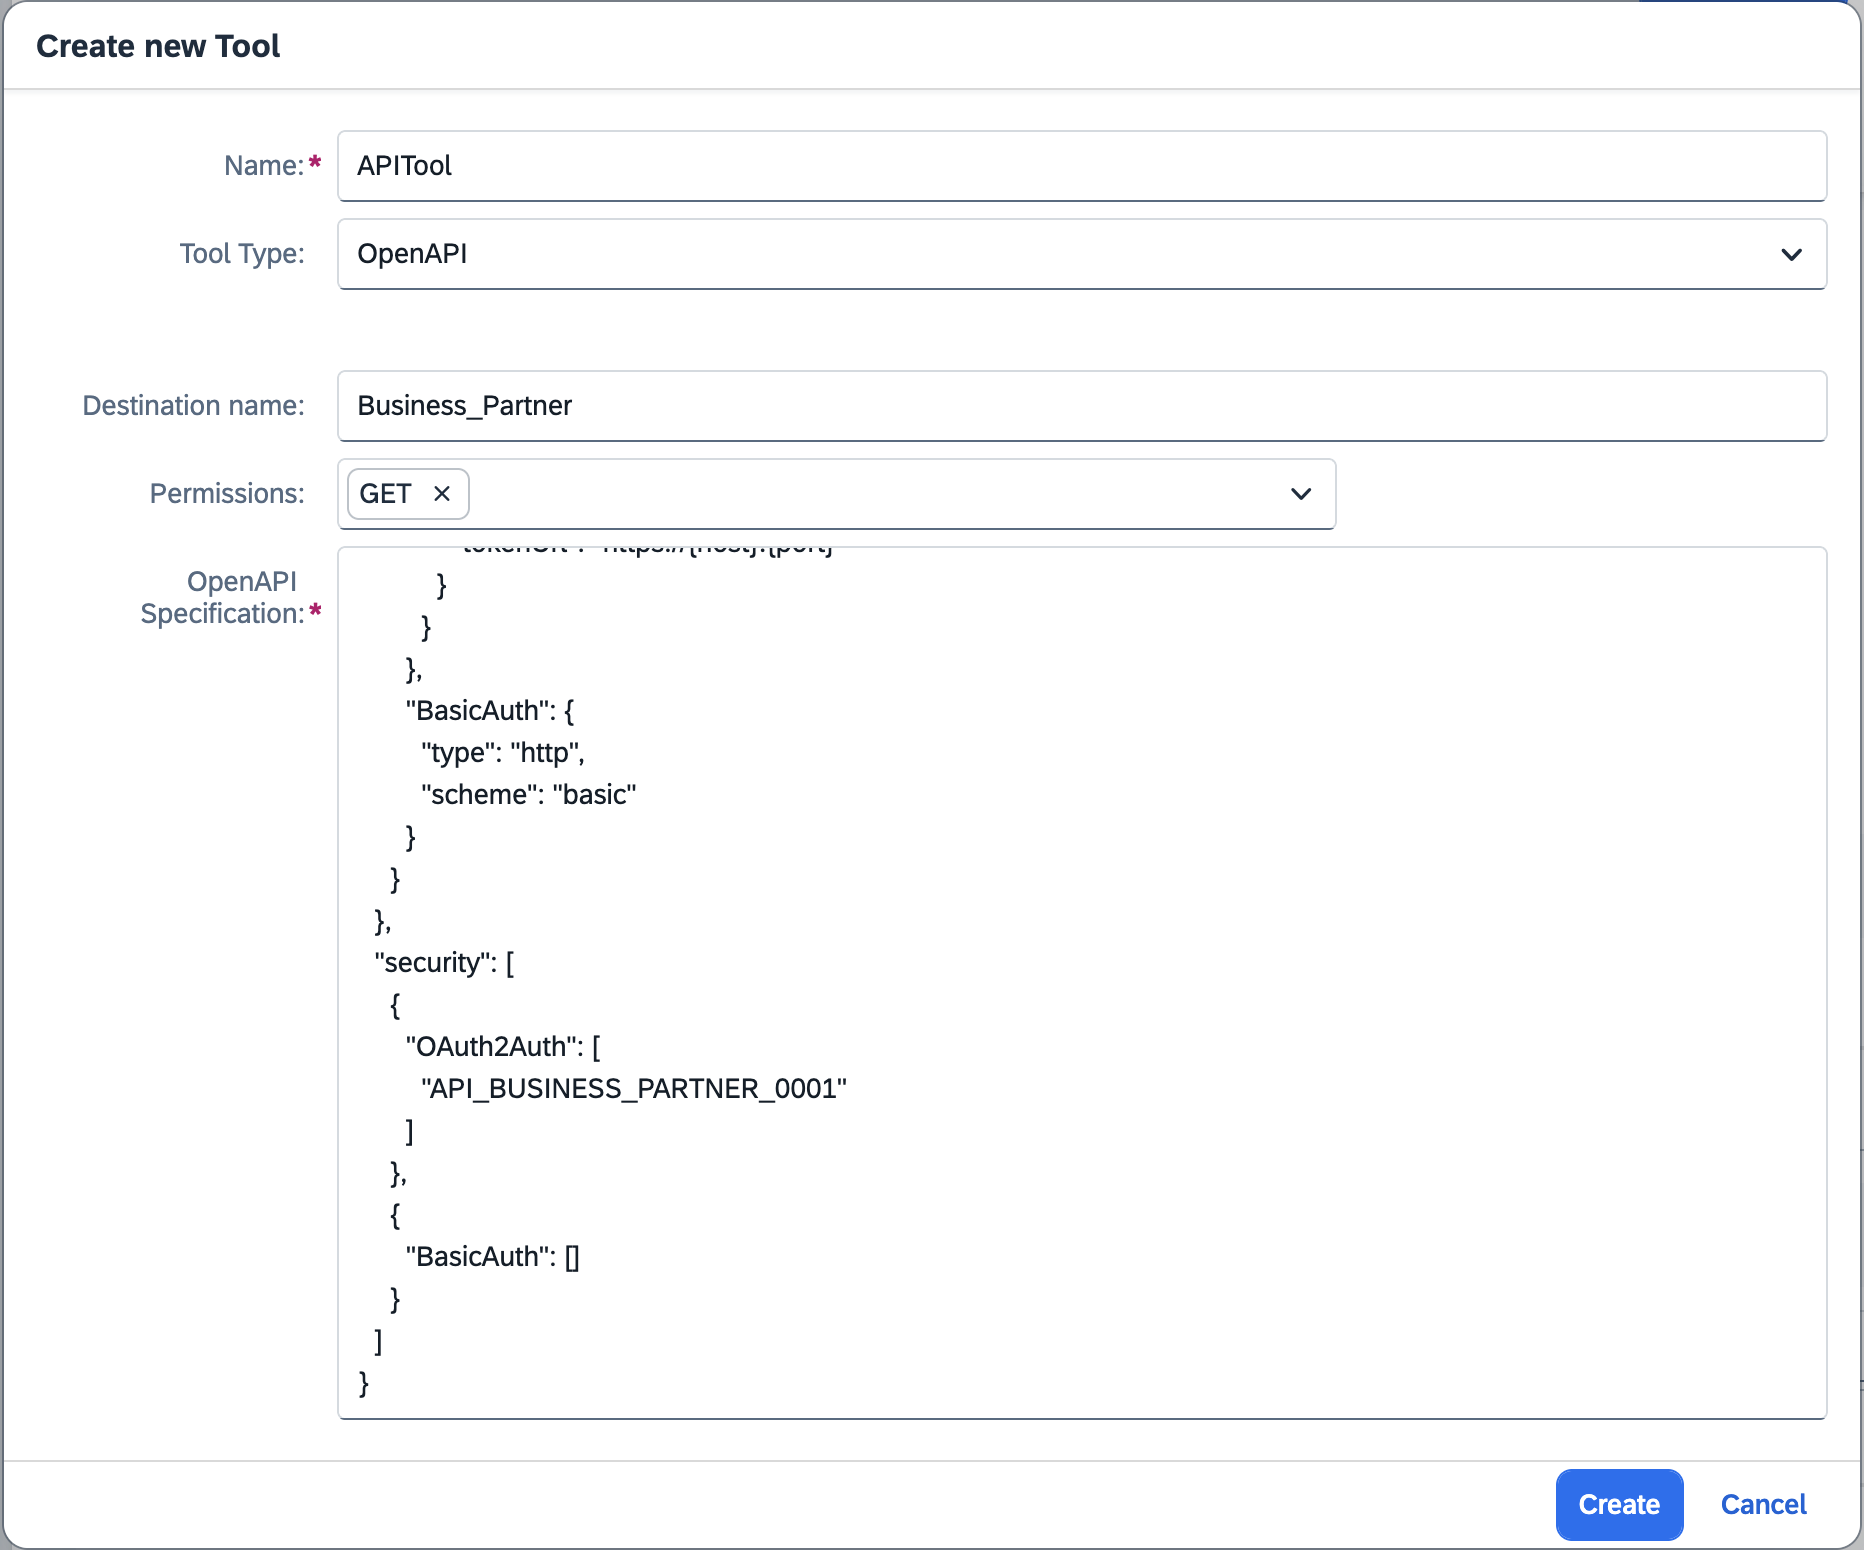 Create new Tool
Name:* APITool
Tool Type: OpenAPI
Destination name: Business_Partner
Permissions: GET
OpenAPI
Specification:*
}
}
},
"BasicAuth": {
"type": "http",
"scheme": "basic"
}
}
},
"security": [
{
"OAuth2Auth": [
"API_BUSINESS_PARTNER_0001"
]
},
{
"BasicAuth": []
}
]
}
Create Cancel